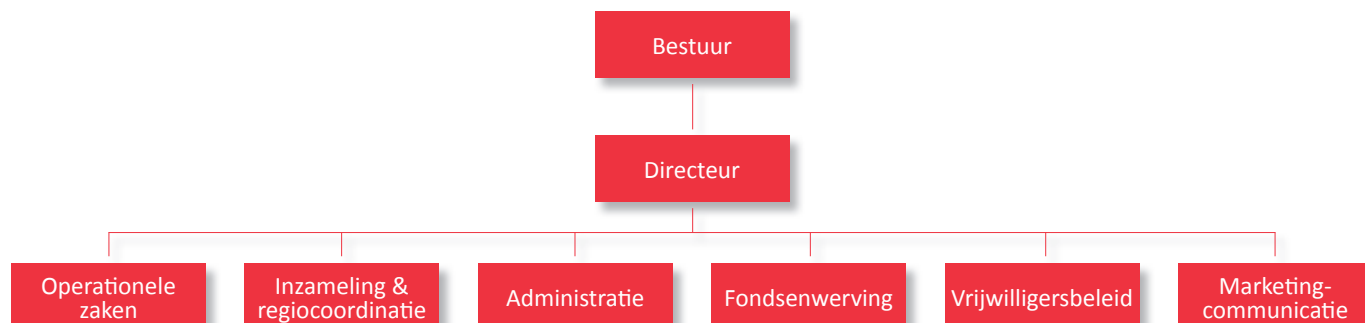 Bestuur
Directeur
Operationele
zaken
Inzameling &
regiocoordinatie
Administratie
Fondsenwerving
Vrijwilligersbeleid
Marketing-
communicatie